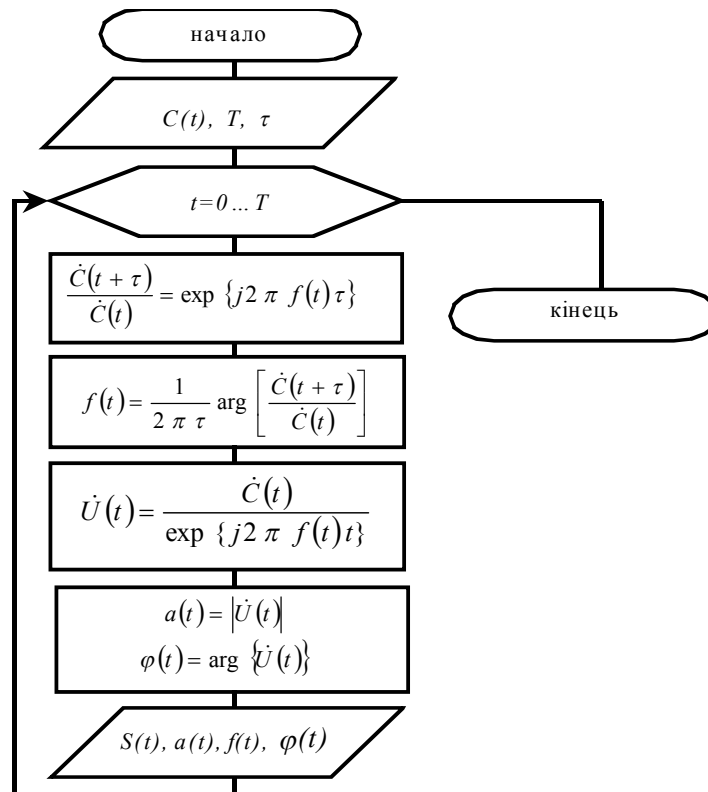 начало
C(t), T, τ
t=0 ... T
Ċ(t + τ)/Ċ(t) = exp {j2 π f(t) τ}
кінець
f(t) = 1/(2 π τ) arg [Ċ(t + τ)/Ċ(t)]
U̇(t) = Ċ(t)/exp {j2 π f(t) t}
a(t) = |U̇(t)|
φ(t) = arg {U̇(t)}
S(t), a(t), f(t), φ(t)